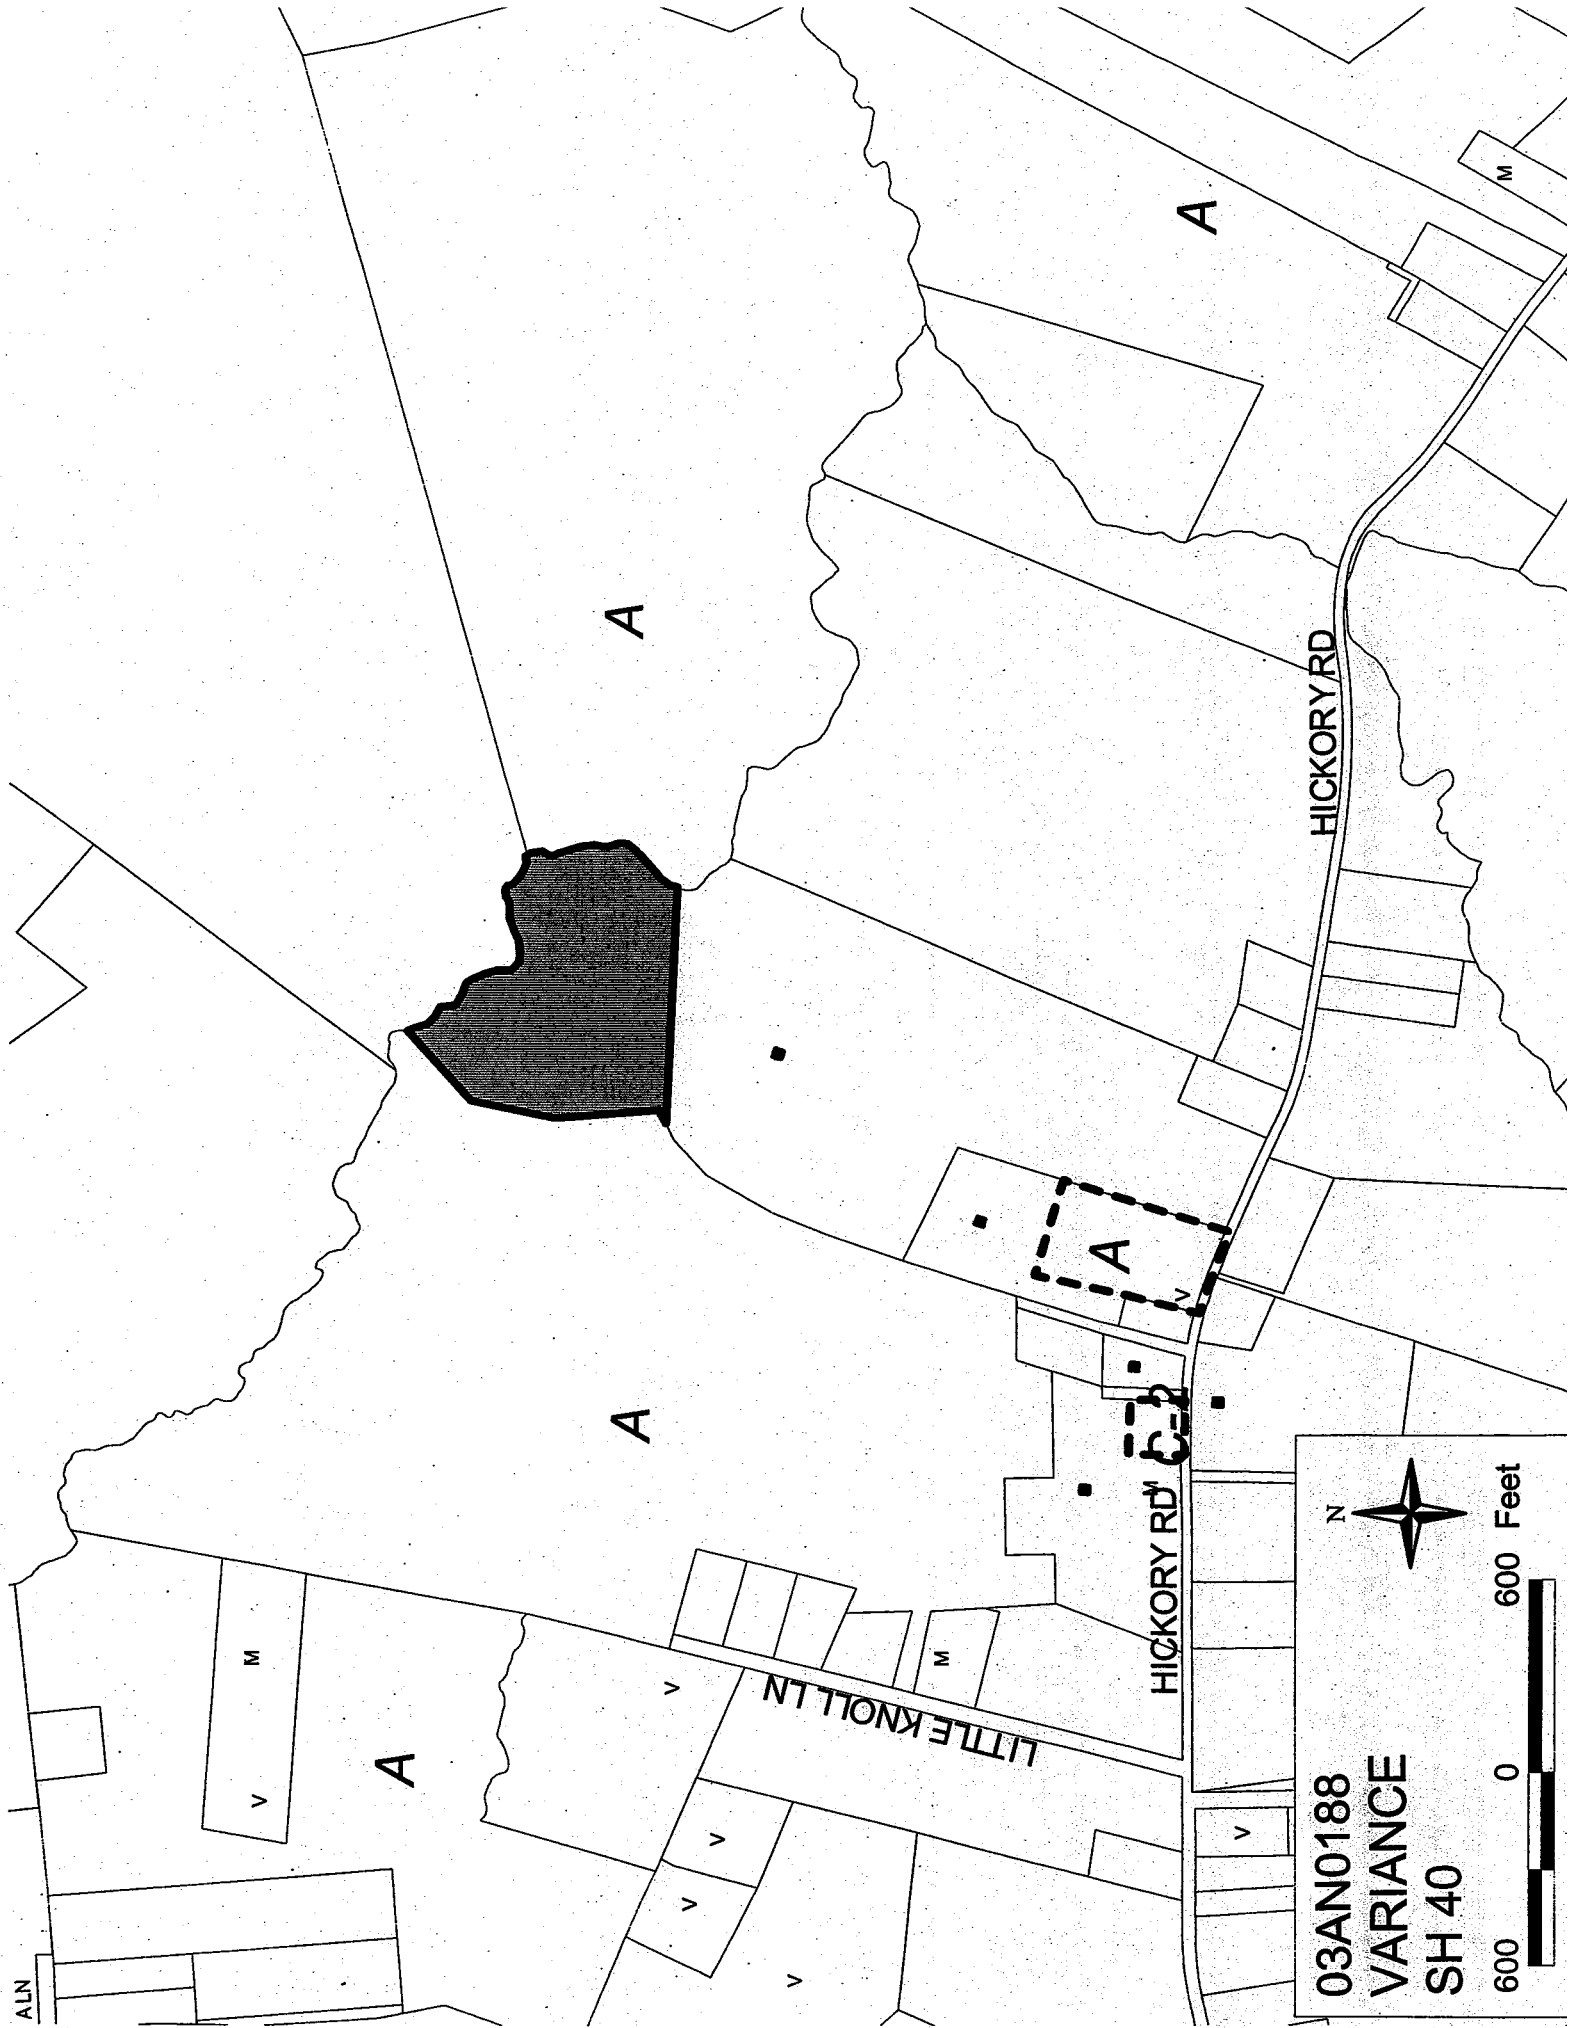 ALN
M
V
A
V
V
V
V
LITTLE KNOLL LN
M
A
A
A
M
HICKORY RD
C-2
M
V
A
HICKORY RD
V
N
03AN0188
VARIANCE
SH 40
600 0 600 Feet